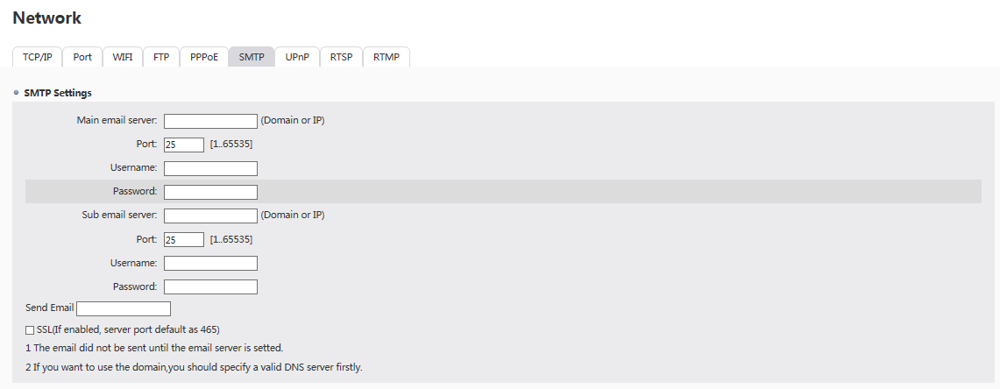 Network
TCP/IP Port WIFI FTP PPPoE SMTP UPnP RTSP RTMP
SMTP Settings
Main email server: (Domain or IP)
Port: 25 [1..65535]
Username:
Password:
Sub email server: (Domain or IP)
Port: 25 [1..65535]
Username:
Password:
Send Email
SSL(If enabled, server port default as 465)
1 The email did not be sent until the email server is setted.
2 If you want to use the domain,you should specify a valid DNS server firstly.